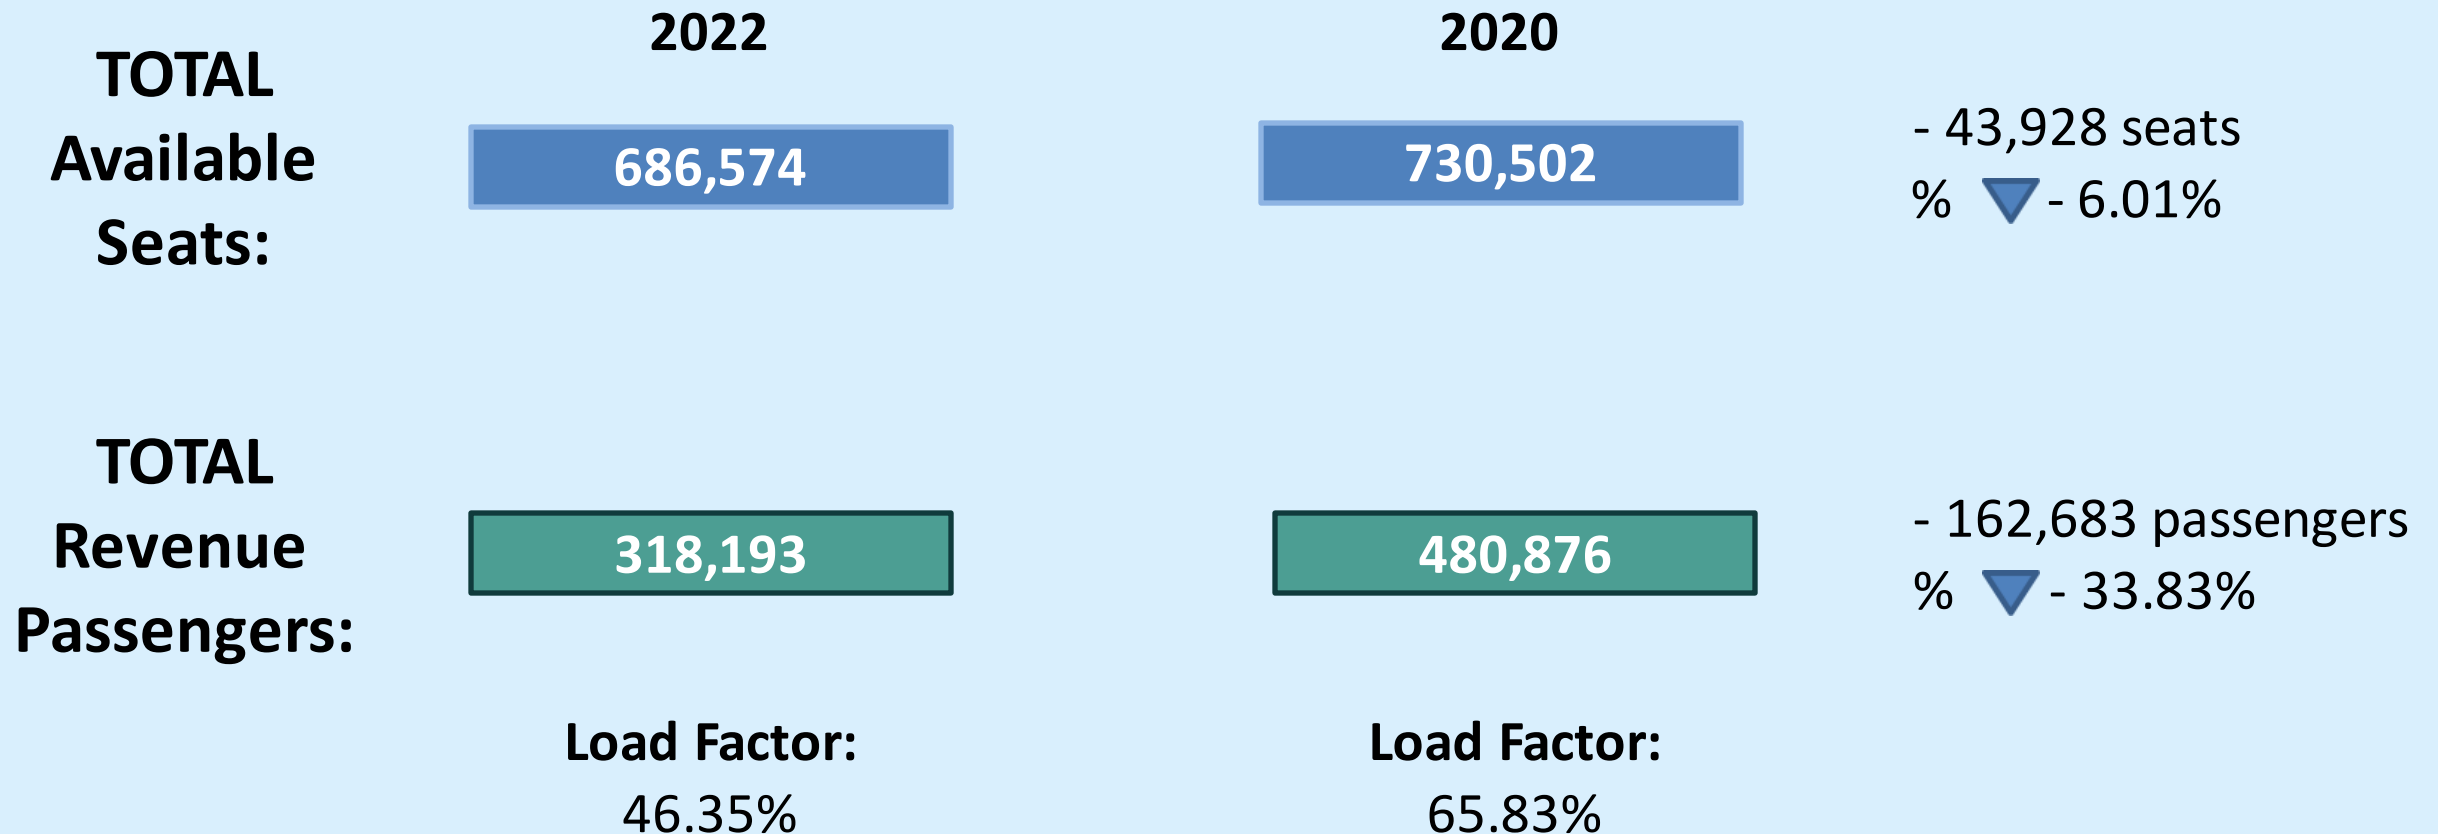 2022
2020
TOTAL
Available
Seats:
686,574
730,502
- 43,928 seats
% - 6.01%
TOTAL
Revenue
Passengers:
318,193
480,876
- 162,683 passengers
% - 33.83%
Load Factor:
46.35%
Load Factor:
65.83%